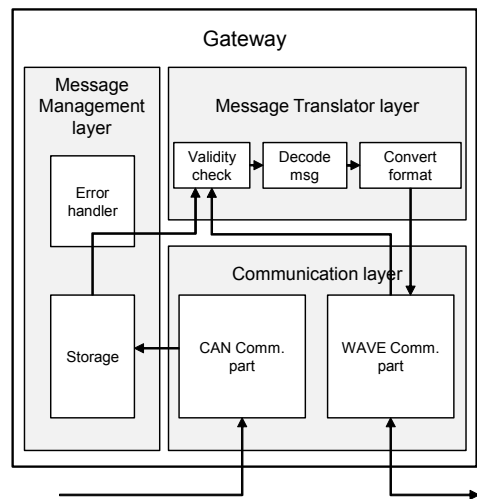 Gateway
Message
Management
layer
Error
handler
Storage
Message Translator layer
Validity
check
Decode
msg
Convert
format
Communication layer
CAN Comm.
part
WAVE Comm.
part